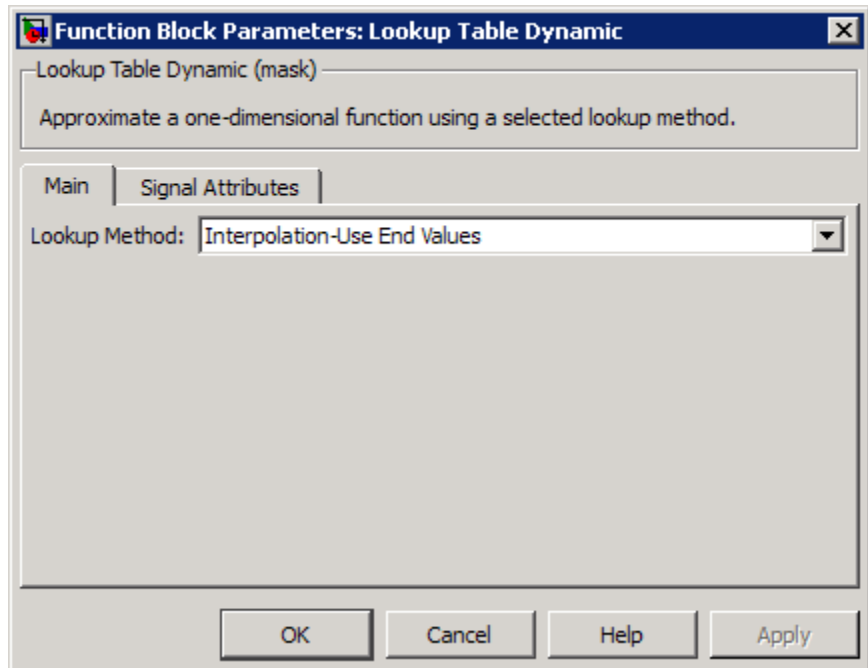 Function Block Parameters: Lookup Table Dynamic
Lookup Table Dynamic (mask)
Approximate a one-dimensional function using a selected lookup method.
Main Signal Attributes
Lookup Method: Interpolation-Use End Values
OK Cancel Help Apply